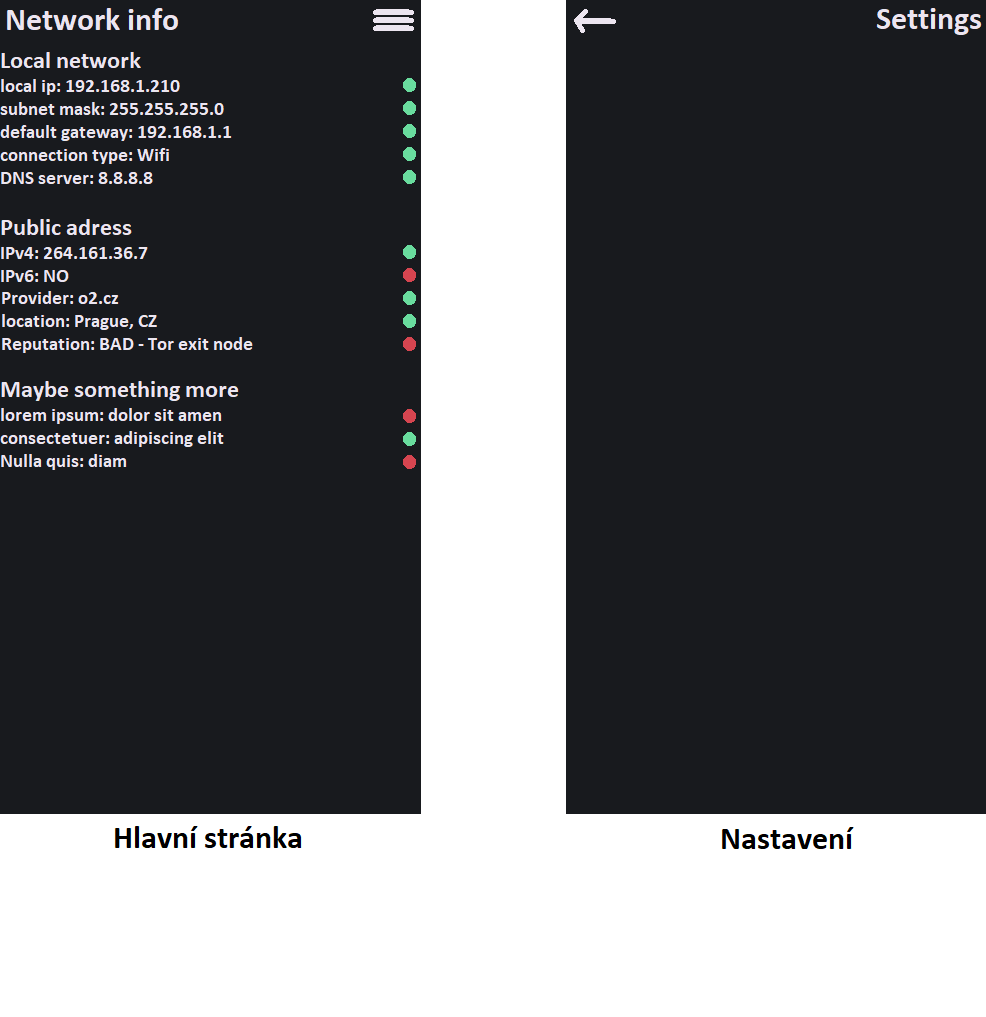 Network info
Local network
local ip: 192.168.1.210
subnet mask: 255.255.255.0
default gateway: 192.168.1.1
connection type: Wifi
DNS server: 8.8.8.8
Public adress
IPv4: 264.161.36.7
IPv6: NO
Provider: o2.cz
location: Prague, CZ
Reputation: BAD - Tor exit node
Maybe something more
lorem ipsum: dolor sit amen
consectetuer: adipiscing elit
Nulla quis: diam
Hlavní stránka
Settings
Nastavení